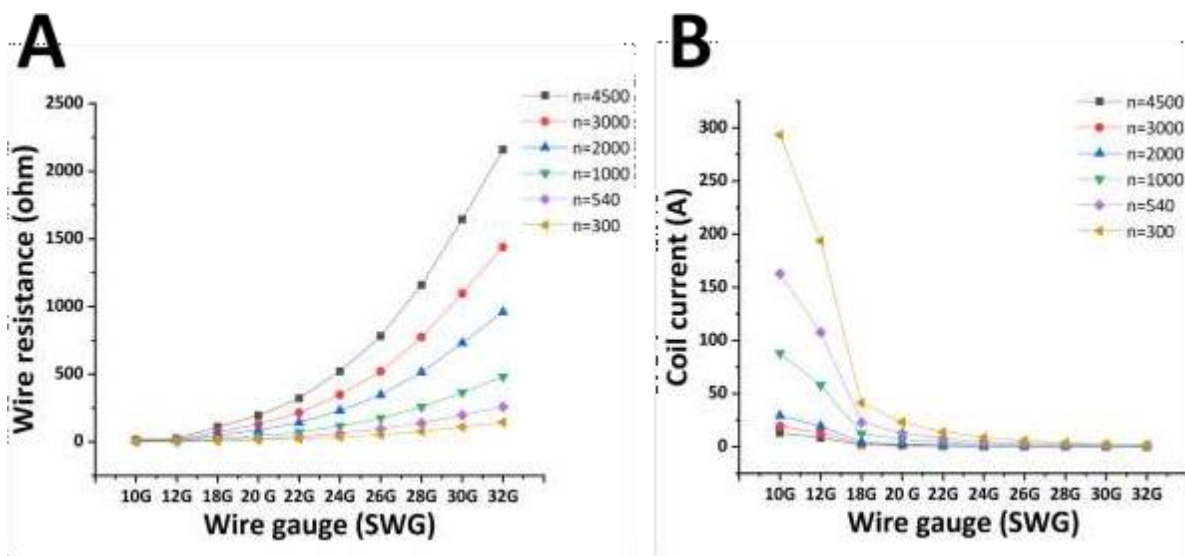 A
Wire resistance (ohm)
2500
2000
1500
1000
500
0
n=4500
n=3000
n=2000
n=1000
n=540
n=300
10G 12G 18G 20 G 22G 24G 26G 28G 30G 32G
Wire gauge (SWG)
B
Coil current (A)
300
250
200
150
100
50
0
n=4500
n=3000
n=2000
n=1000
n=540
n=300
10G 12G 18G 20 G 22G 24G 26G 28G 30G 32G
Wire gauge (SWG)